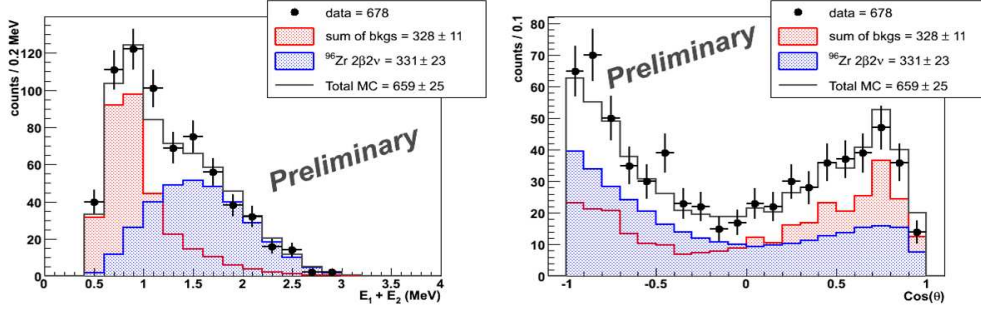 counts / 0.2 MeV
data = 678
sum of bkgs = 328 ± 11
⁹⁶Zr 2β2ν = 331 ± 23
Total MC = 659 ± 25
Preliminary
120
100
80
60
40
20
0
0 0.5 1 1.5 2 2.5 3 3.5 4
E₁ + E₂ (MeV)
counts / 0.1
data = 678
sum of bkgs = 328 ± 11
⁹⁶Zr 2β2ν = 331 ± 23
Total MC = 659 ± 25
Preliminary
80
70
60
50
40
30
20
10
0
-1 -0.5 0 0.5 1
Cos(θ)